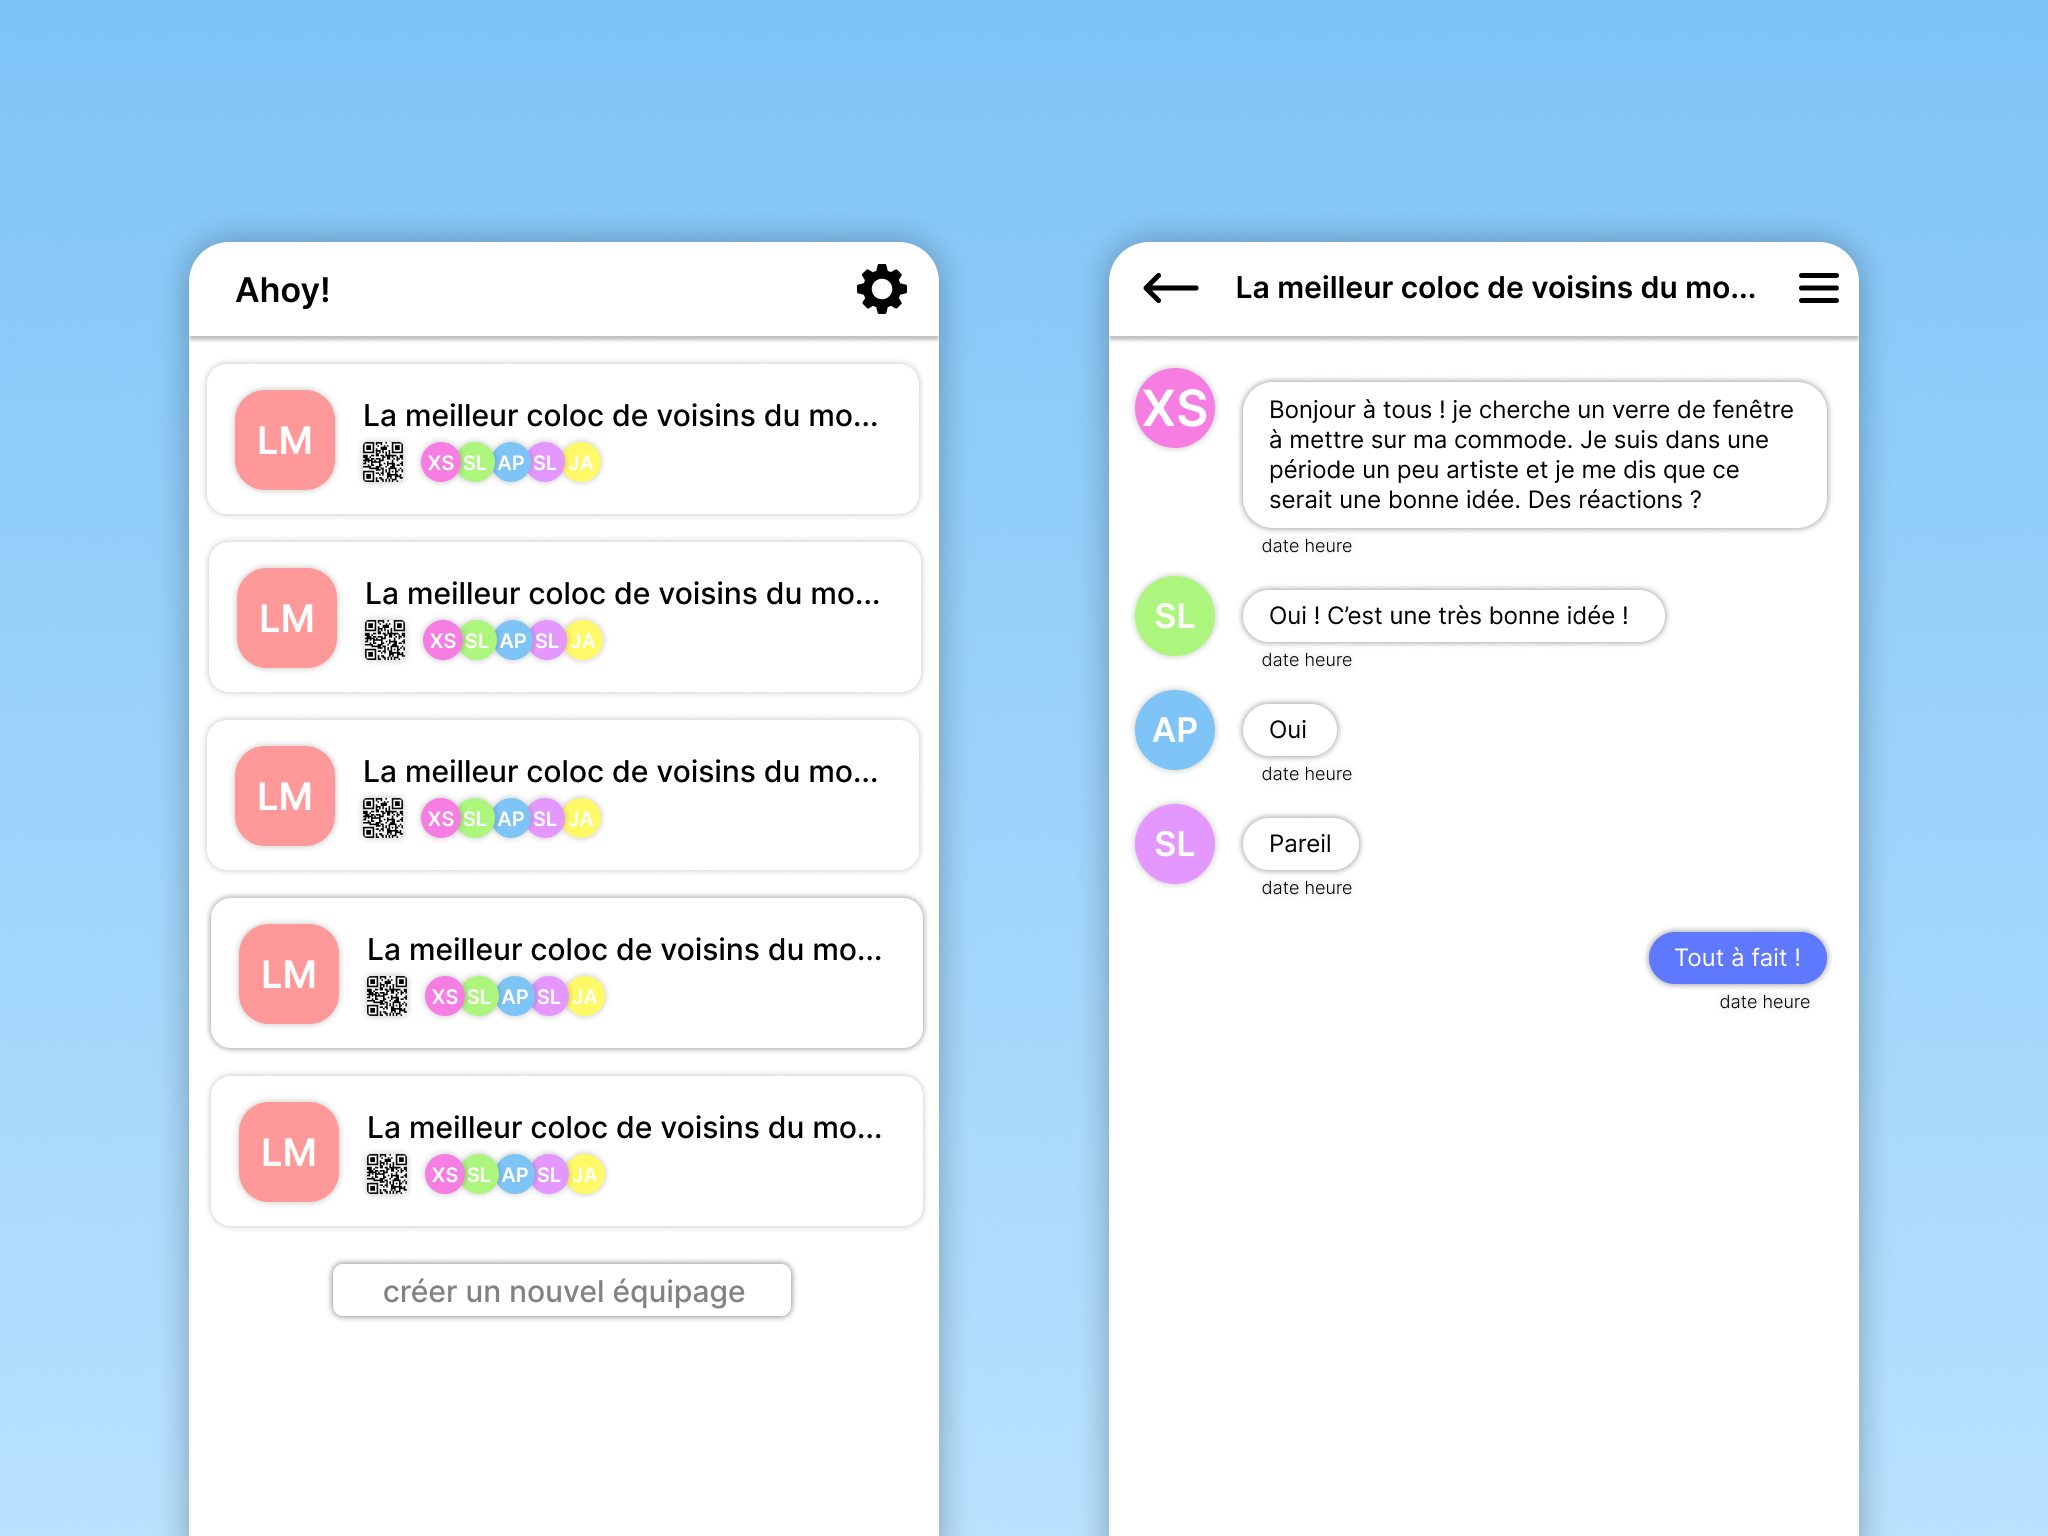 Ahoy!
LM
La meilleur coloc de voisins du mo...
XS SL AP SL JA
LM
La meilleur coloc de voisins du mo...
XS SL AP SL JA
LM
La meilleur coloc de voisins du mo...
XS SL AP SL JA
LM
La meilleur coloc de voisins du mo...
XS SL AP SL JA
LM
La meilleur coloc de voisins du mo...
XS SL AP SL JA
créer un nouvel équipage
La meilleur coloc de voisins du mo...
XS
Bonjour à tous ! je cherche un verre de fenêtre
à mettre sur ma commode. Je suis dans une
période un peu artiste et je me dis que ce
serait une bonne idée. Des réactions ?
date heure
SL
Oui ! C’est une très bonne idée !
date heure
AP
Oui
date heure
SL
Pareil
date heure
Tout à fait !
date heure